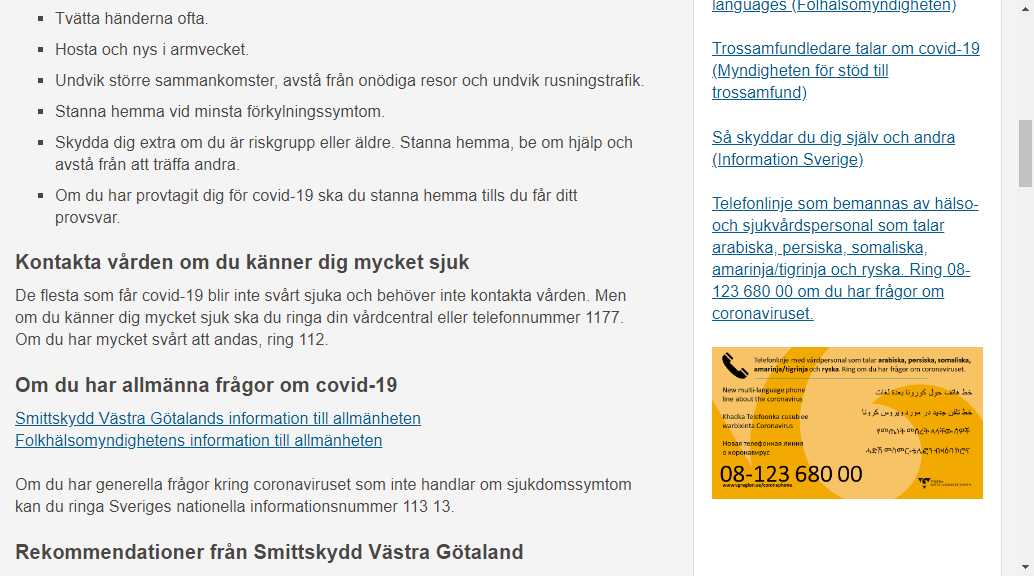 Tvätta händerna ofta.
Hosta och nys i armvecket.
Undvik större sammankomster, avstå från onödiga resor och undvik rusningstrafik.
Stanna hemma vid minsta förkylningssymtom.
Skydda dig extra om du är riskgrupp eller äldre. Stanna hemma, be om hjälp och
avstå från att träffa andra.
Om du har provtagit dig för covid-19 ska du stanna hemma tills du får ditt
provsvar.
Kontakta vården om du känner dig mycket sjuk
De flesta som får covid-19 blir inte svårt sjuka och behöver inte kontakta vården. Men
om du känner dig mycket sjuk ska du ringa din vårdcentral eller telefonnummer 1177.
Om du har mycket svårt att andas, ring 112.
Om du har allmänna frågor om covid-19
Smittskydd Västra Götalands information till allmänheten
Folkhälsomyndighetens information till allmänheten
Om du har generella frågor kring coronaviruset som inte handlar om sjukdomssymtom
kan du ringa Sveriges nationella informationsnummer 113 13.
Rekommendationer från Smittskydd Västra Götaland
languages (Folhälsomyndigheten)
Trossamfundledare talar om covid-19
(Myndigheten för stöd till
trossamfund)
Så skyddar du dig själv och andra
(Information Sverige)
Telefonlinje som bemannas av hälso-
och sjukvårdspersonal som talar
arabiska, persiska, somaliska,
amarinja/tigrinja och ryska. Ring 08-
123 680 00 om du har frågor om
coronaviruset.
Telefonlinje med vårdpersonal som talar arabiska, persiska, somaliska,
amarinja/tigrinja och ryska. Ring om du har frågor om coronaviruset.
New multi-language phone
line about the coronavirus
Khadka Telefoonka cusub ee
warbixinta Coronavirus
Новая телефонная линия
о коронавирус
خط هاتف حول كورونا بعدة لغات
خط تلفن جدید در مورد ویروس کرونا
08-123 680 00
www.vgregion.se/coronaphone